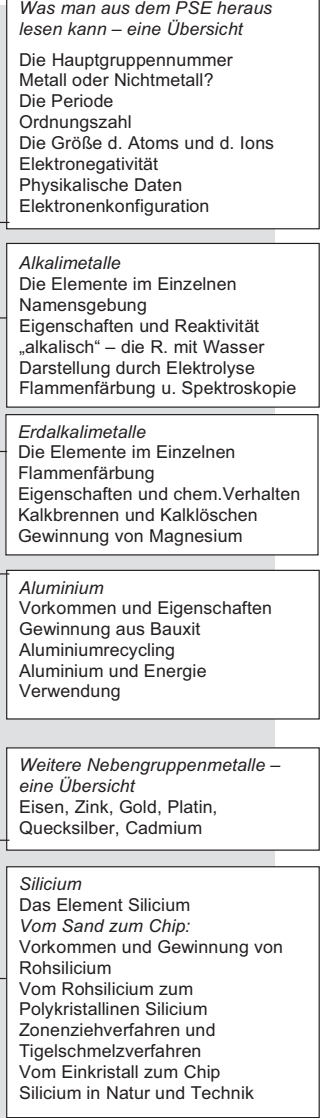 Was man aus dem PSE heraus
lesen kann – eine Übersicht
Die Hauptgruppennummer
Metall oder Nichtmetall?
Die Periode
Ordnungszahl
Die Größe d. Atoms und d. Ions
Elektronegativität
Physikalische Daten
Elektronenkonfiguration
Alkalimetalle
Die Elemente im Einzelnen
Namensgebung
Eigenschaften und Reaktivität
„alkalisch“ – die R. mit Wasser
Darstellung durch Elektrolyse
Flammenfärbung u. Spektroskopie
Erdalkalimetalle
Die Elemente im Einzelnen
Flammenfärbung
Eigenschaften und chem.Verhalten
Kalkbrennen und Kalklöschen
Gewinnung von Magnesium
Aluminium
Vorkommen und Eigenschaften
Gewinnung aus Bauxit
Aluminiumrecycling
Aluminium und Energie
Verwendung
Weitere Nebengruppenmetalle –
eine Übersicht
Eisen, Zink, Gold, Platin,
Quecksilber, Cadmium
Silicium
Das Element Silicium
Vom Sand zum Chip:
Vorkommen und Gewinnung von
Rohsilicium
Vom Rohsilicium zum
Polykristallinen Silicium
Zonenziehverfahren und
Tigelschmelzverfahren
Vom Einkristall zum Chip
Silicium in Natur und Technik